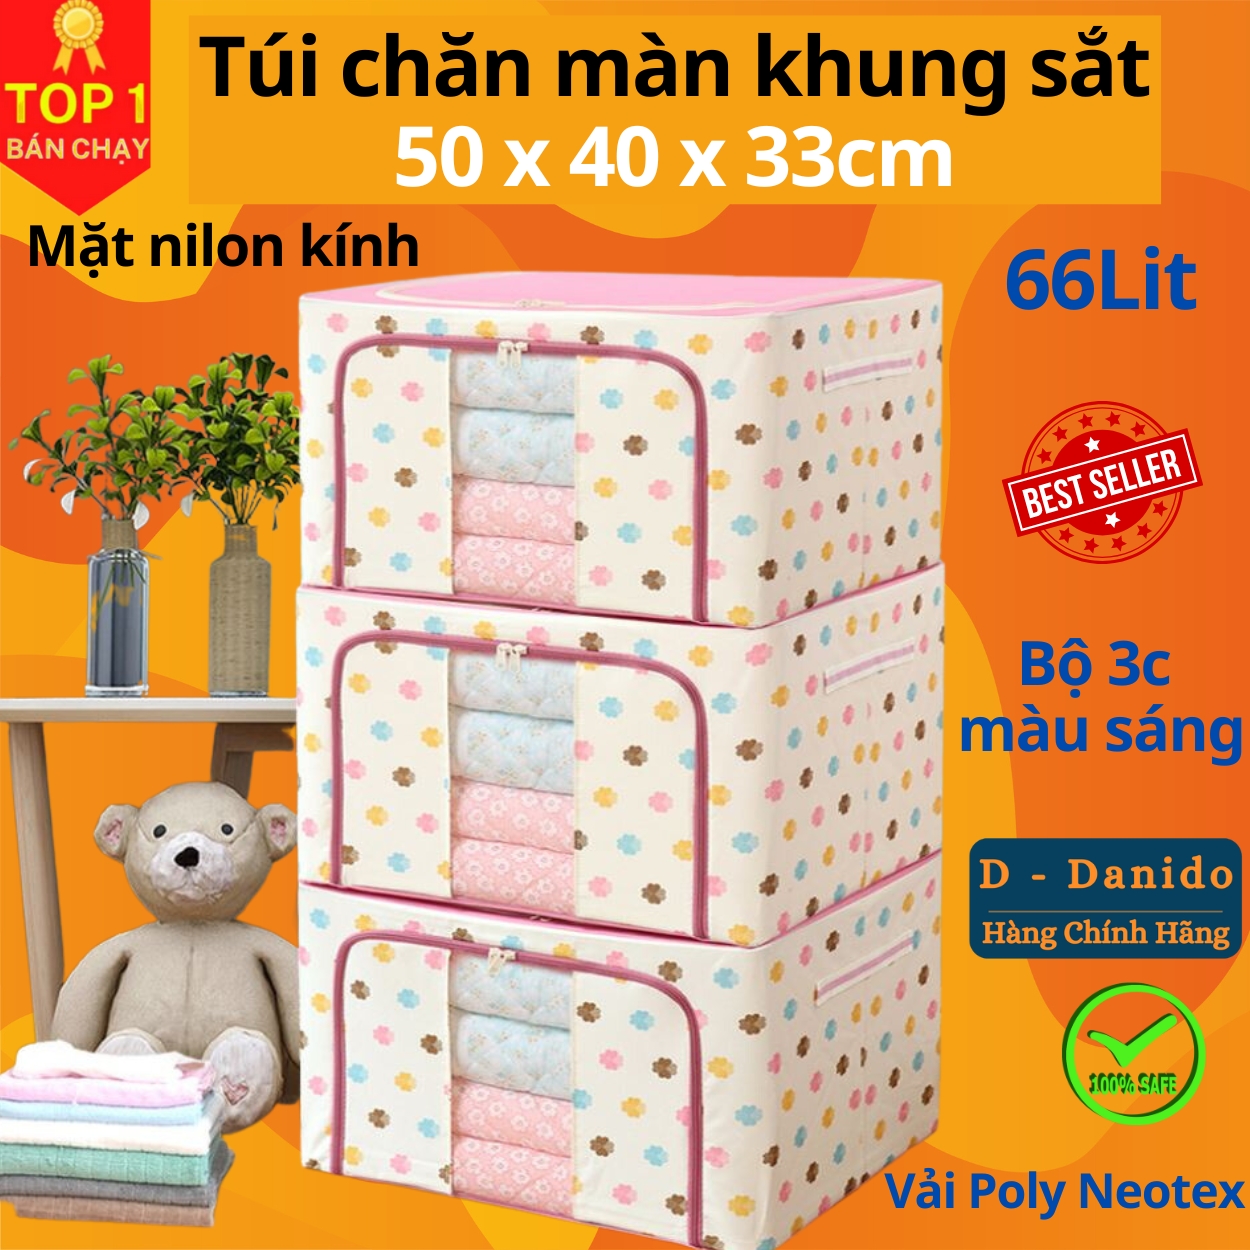 TOP 1
BÁN CHẠY
Túi chăn màn khung sắt
50 x 40 x 33cm
Mặt nilon kính
66Lit
BEST SELLER
Bộ 3c
màu sáng
D - Danido
Hàng Chính Hãng
100% SAFE
Vải Poly Neotex